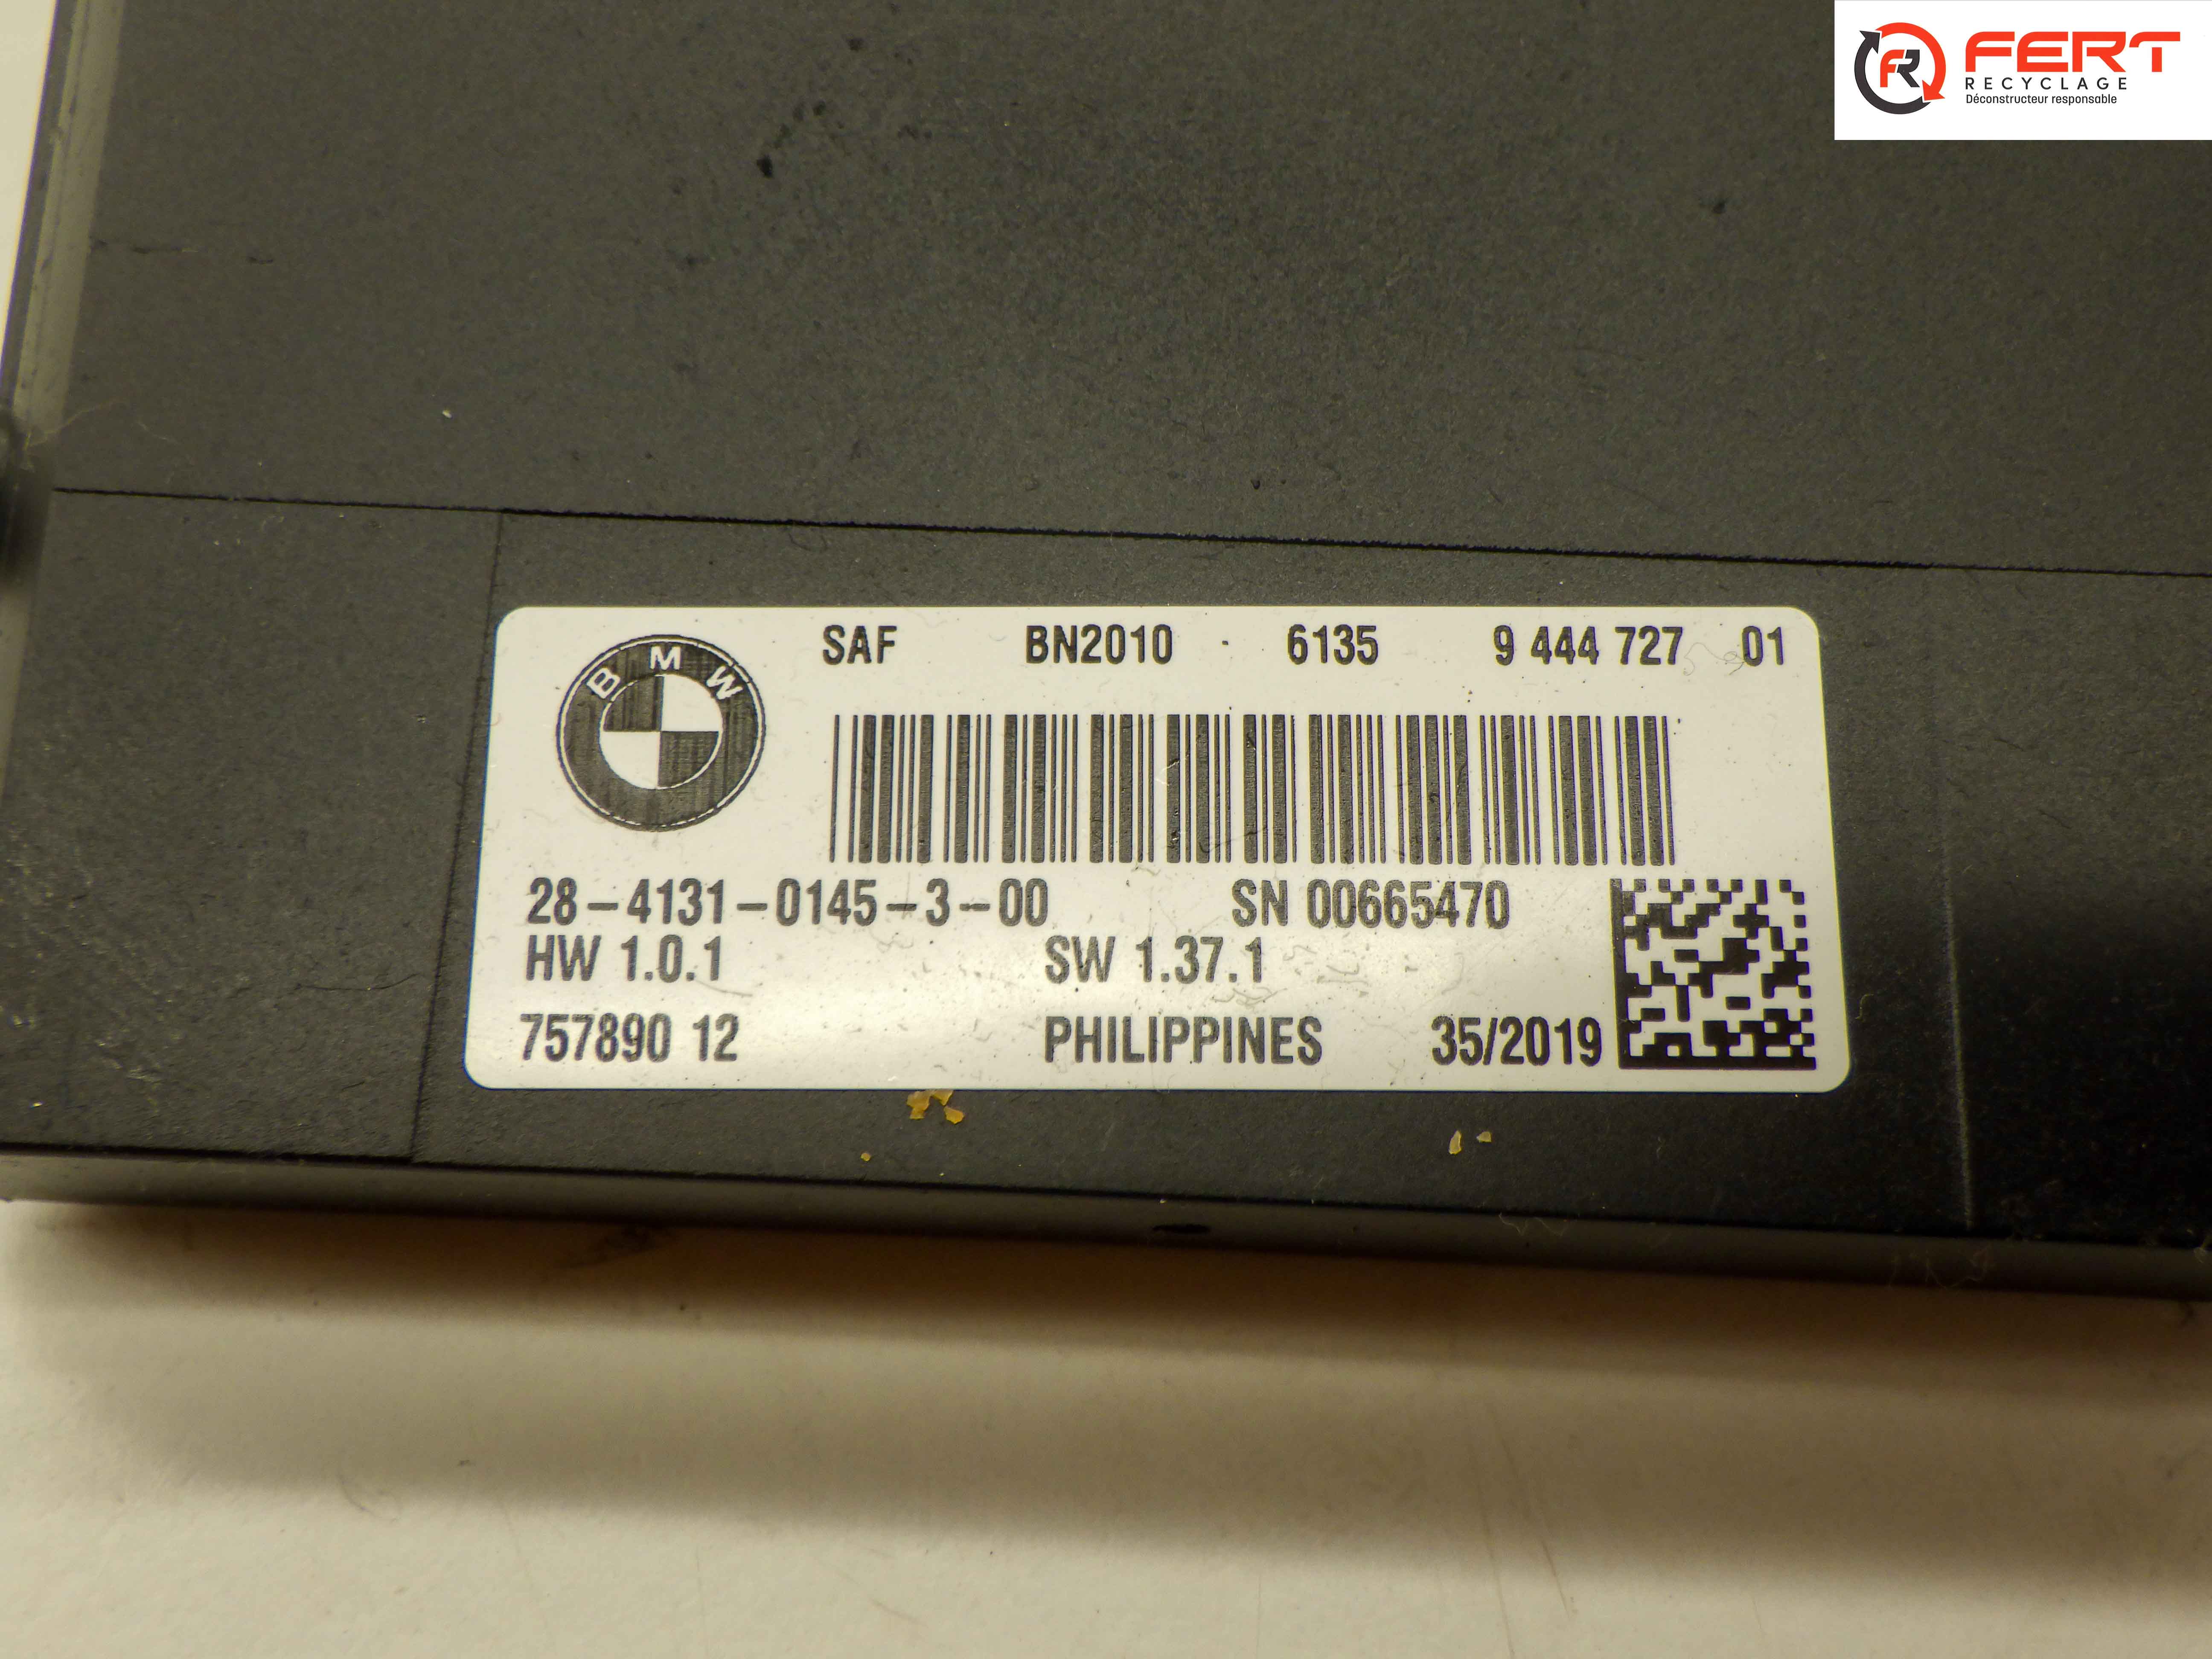 FR FERT
RECYCLAGE
Déconstructeur responsable
BMW
SAF BN2010 6135 9 444 727 01
28-4131-0145-3-00 SN 00665470
HW 1.0.1 SW 1.37.1
757890 12 PHILIPPINES 35/2019